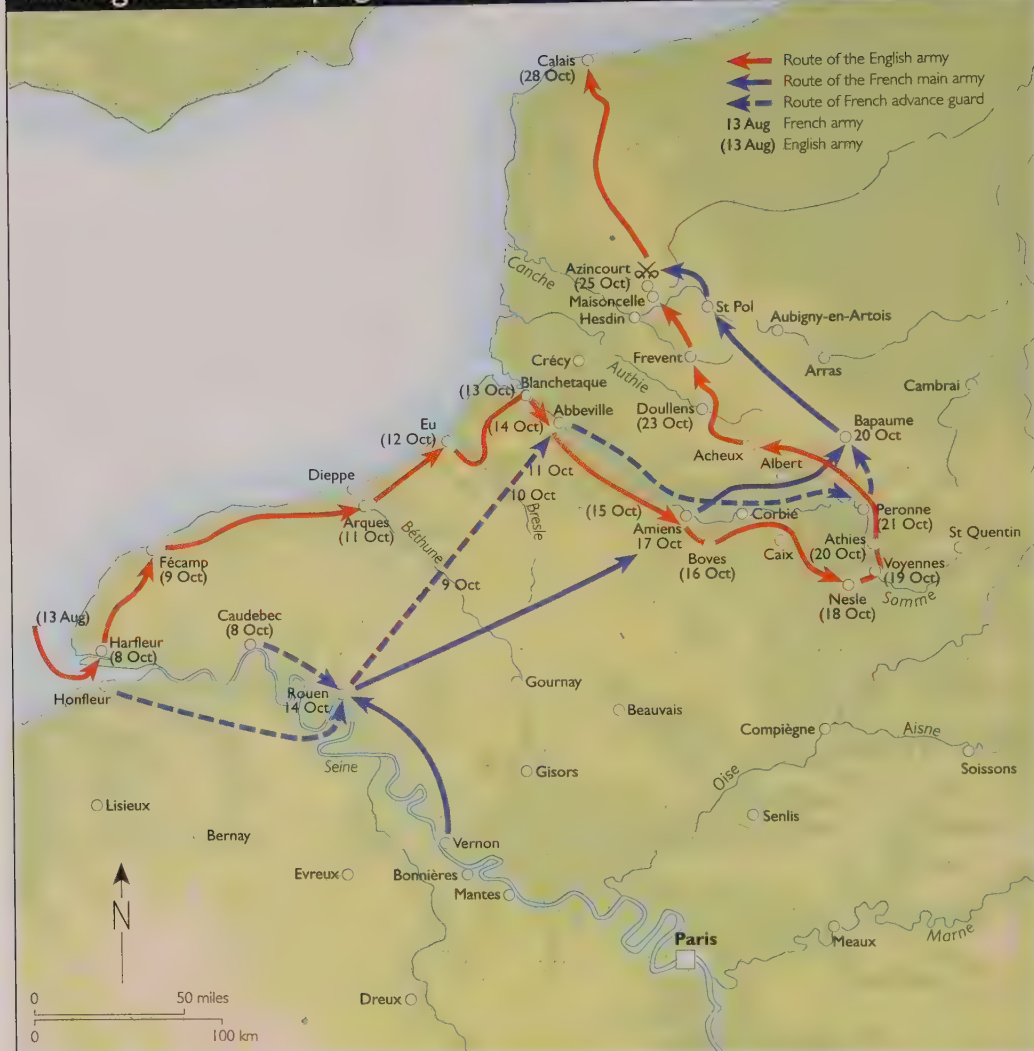 Calais
(28 Oct)
Route of the English army
Route of the French main army
Route of French advance guard
13 Aug French army
(13 Aug) English army
Canche
Azincourt
(25 Oct)
Maisoncelle
Hesdin
St Pol
Aubigny-en-Artois
Arras
Cambrai
Crécy
Frevent
Authie
(13 Oct)
Blanchetaque
(14 Oct)
Abbeville
Doullens
(23 Oct)
Acheux
Albert
Bapaume
20 Oct
Eu
(12 Oct)
Dieppe
Arques
(11 Oct)
Béthune
11 Oct
10 Oct
Bresle
9 Oct
(15 Oct)
Amiens
17 Oct
Corbié
Boves
(16 Oct)
Caix
Peronne
(21 Oct)
Athies
(20 Oct)
St Quentin
Voyennes
(19 Oct)
Nesle
(18 Oct)
Somme
Fécamp
(9 Oct)
(13 Aug)
Harfleur
(8 Oct)
Caudebec
(8 Oct)
Honfleur
Rouen
14 Oct
Seine
Gournay
Beauvais
Gisors
Compiègne
Aisne
Soissons
Oise
Senlis
Lisieux
Bernay
Evreux
Vernon
Bonnières
Mantes
Paris
Meaux
Marne
Dreux
N
0 50 miles
0 100 km